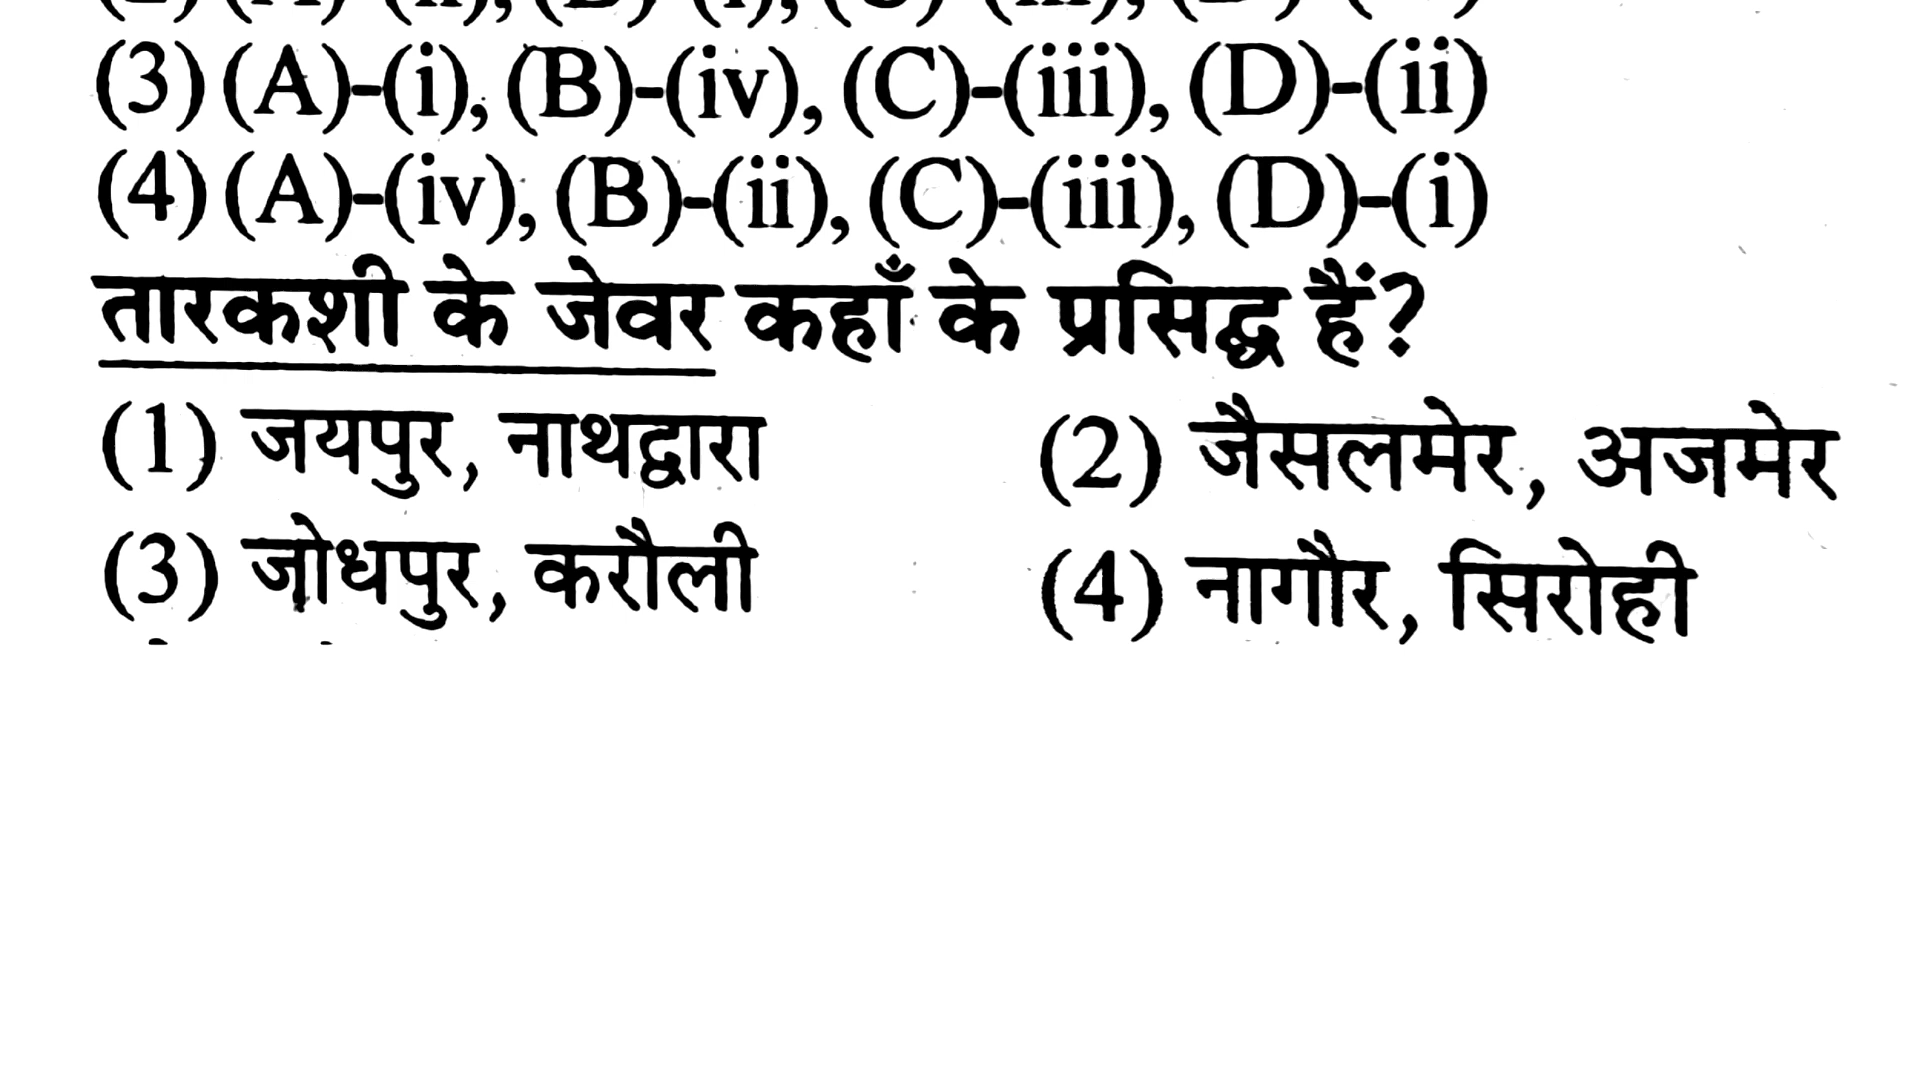 (3) (A)-(i), (B)-(iv), (C)-(iii), (D)-(ii)
(4) (A)-(iv), (B)-(ii), (C)-(iii), (D)-(i)
तारकशी के जेवर कहाँ के प्रसिद्ध हैं?
(1) जयपुर, नाथद्वारा (2) जैसलमेर, अजमेर
(3) जोधपुर, करौली (4) नागौर, सिरोही